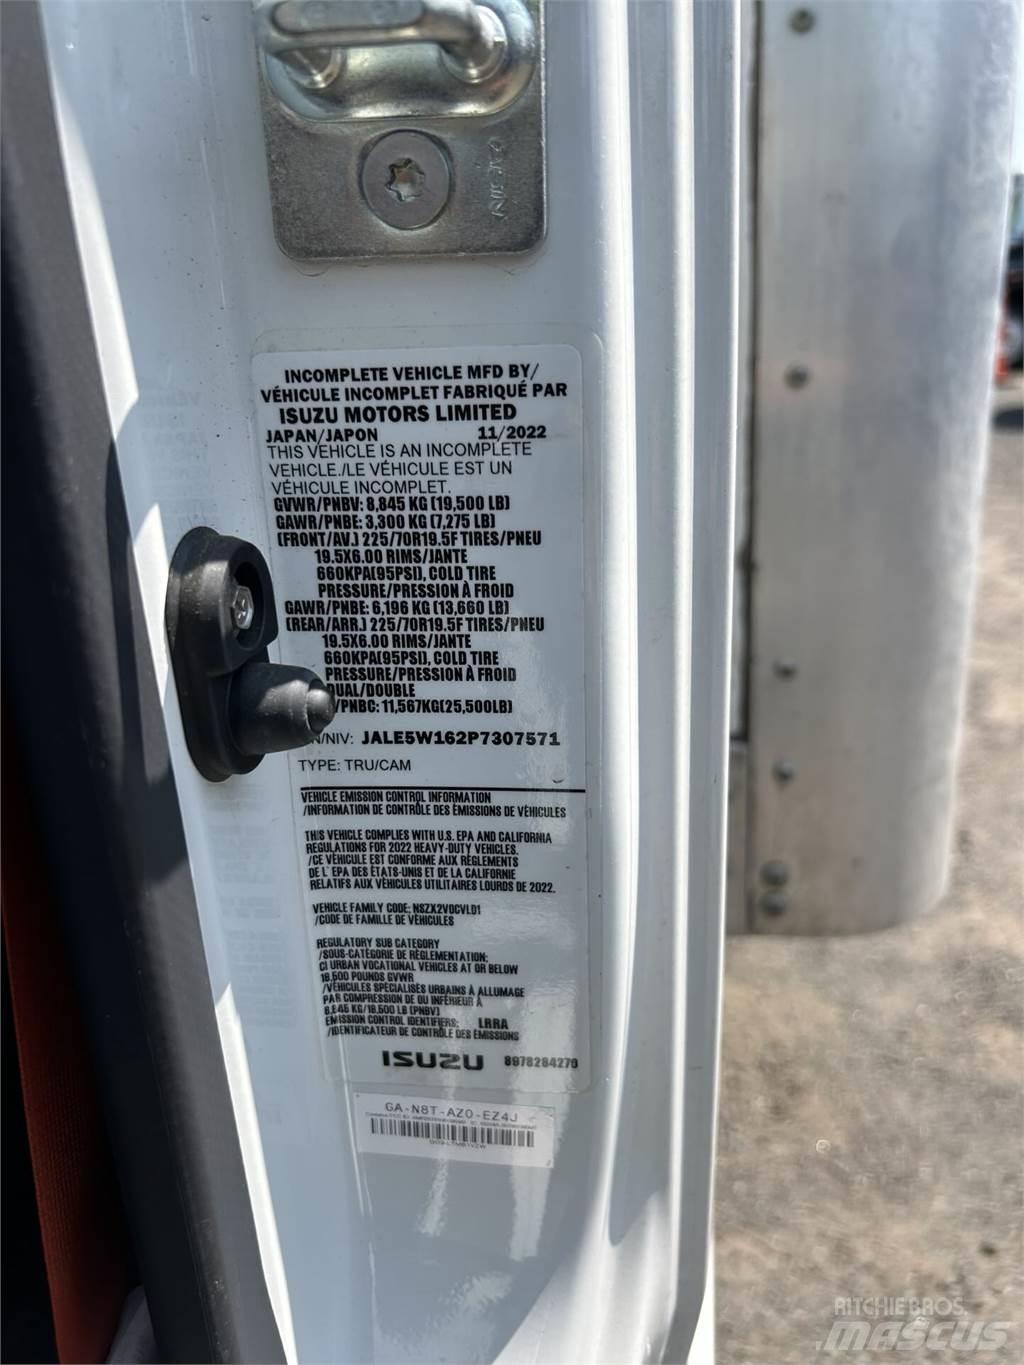 INCOMPLETE VEHICLE MFD BY/
VÉHICULE INCOMPLET FABRIQUÉ PAR
ISUZU MOTORS LIMITED
JAPAN/JAPON 11/2022
THIS VEHICLE IS AN INCOMPLETE
VEHICLE./LE VÉHICULE EST UN
VÉHICULE INCOMPLET.
GVWR/PNBV: 8,845 KG (19,500 LB)
GAWR/PNBE: 3,300 KG (7,275 LB)
(FRONT/AV.) 225/70R19.5F TIRES/PNEU
19.5X6.00 RIMS/JANTE
660KPA(95PSI), COLD TIRE
PRESSURE/PRESSION À FROID
GAWR/PNBE: 6,196 KG (13,660 LB)
(REAR/ARR.) 225/70R19.5F TIRES/PNEU
19.5X6.00 RIMS/JANTE
660KPA(95PSI), COLD TIRE
PRESSURE/PRESSION À FROID
DUAL/DOUBLE
/PNBC: 11,567KG(25,500LB)
N/NIV: JALE5W162P7307571
TYPE: TRU/CAM
VEHICLE EMISSION CONTROL INFORMATION
/INFORMATION DE CONTRÔLE DES ÉMISSIONS DE VÉHICULES
THIS VEHICLE COMPLIES WITH U.S. EPA AND CALIFORNIA
REGULATIONS FOR 2022 HEAVY-DUTY VEHICLES.
/CE VÉHICULE EST CONFORME AUX RÈGLEMENTS
DE L' EPA DES ÉTATS-UNIS ET DE LA CALIFORNIE
RELATIFS AUX VÉHICULES UTILITAIRES LOURDS DE 2022.
VEHICLE FAMILY CODE: NSZX2VOCVLD1
/CODE DE FAMILLE DE VÉHICULES
REGULATORY SUB CATEGORY
/SOUS-CATÉGORIE DE RÈGLEMENTATION:
CI URBAN VOCATIONAL VEHICLES AT OR BELOW
19,500 POUNDS GVWR
/VÉHICULES SPÉCIALISÉS URBAINS À ALLUMAGE
PAR COMPRESSION DE OU INFÉRIEUR À
8,845 KG/19,500 LB (PNBV)
EMISSION CONTROL IDENTIFIERS: LRRA
/IDENTIFICATEUR DE CONTRÔLE DES ÉMISSIONS
ISUZU 8978284270
GA-N8T-AZ0-EZ4J
RITCHIE BROS.
MASCUS